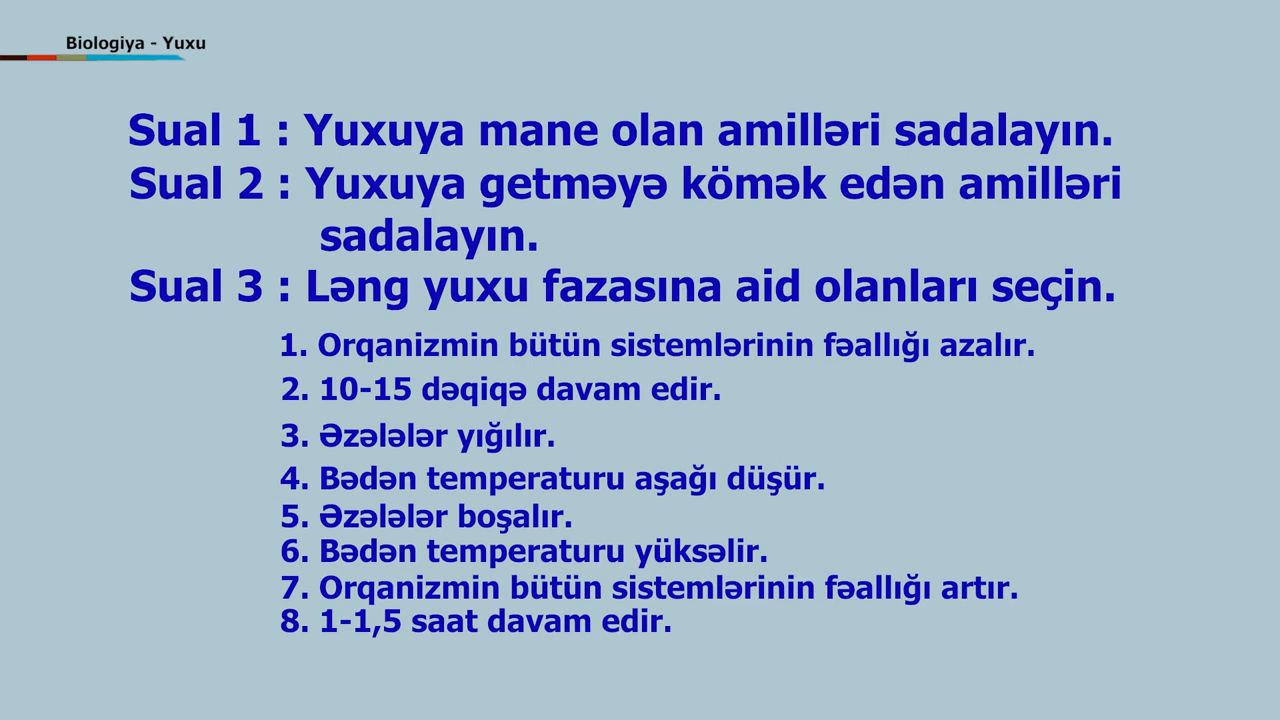 Biologiya - Yuxu
Sual 1 : Yuxuya mane olan amilləri sadalayın.
Sual 2 : Yuxuya getməyə kömək edən amilləri
sadalayın.
Sual 3 : Ləng yuxu fazasına aid olanları seçin.
1. Orqanizmin bütün sistemlərinin fəallığı azalır.
2. 10-15 dəqiqə davam edir.
3. Əzələlər yığılır.
4. Bədən temperaturu aşağı düşür.
5. Əzələlər boşalır.
6. Bədən temperaturu yüksəlir.
7. Orqanizmin bütün sistemlərinin fəallığı artır.
8. 1-1,5 saat davam edir.